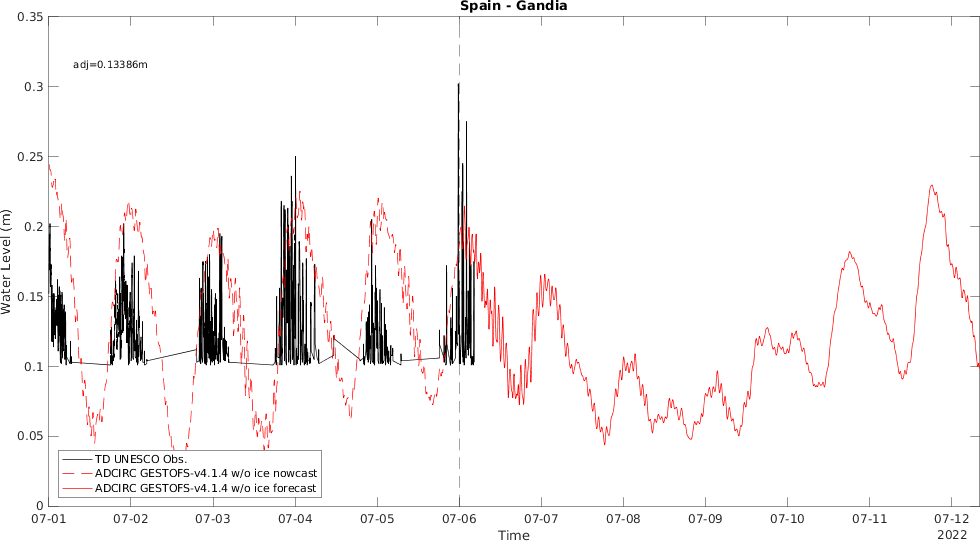 Spain - Gandia
0.35
0.3
0.25
0.2
0.15
0.1
0.05
0
Water Level (m)
adj=0.13386m
TD UNESCO Obs.
ADCIRC GESTOFS-v4.1.4 w/o ice nowcast
ADCIRC GESTOFS-v4.1.4 w/o ice forecast
07-01 07-02 07-03 07-04 07-05 07-06 07-07 07-08 07-09 07-10 07-11 07-12
Time
2022